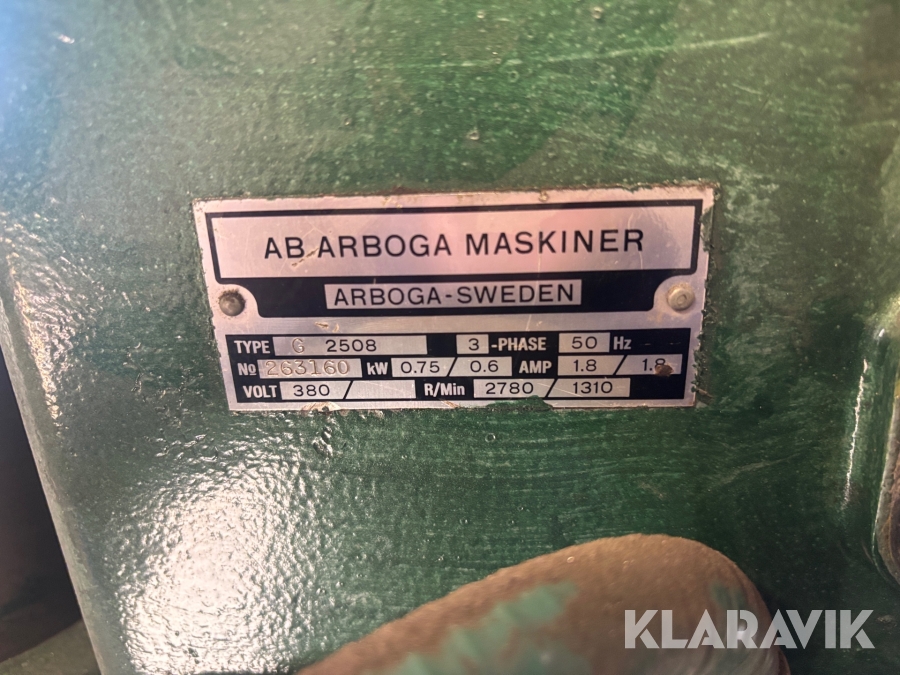 AB ARBOGA MASKINER
ARBOGA-SWEDEN
TYPE G 2508 3 -PHASE 50 Hz
No 263160 kW 0.75 / 0.6 AMP 1.8 / 1.8
VOLT 380 / R/Min 2780 / 1310
KLARAVIK